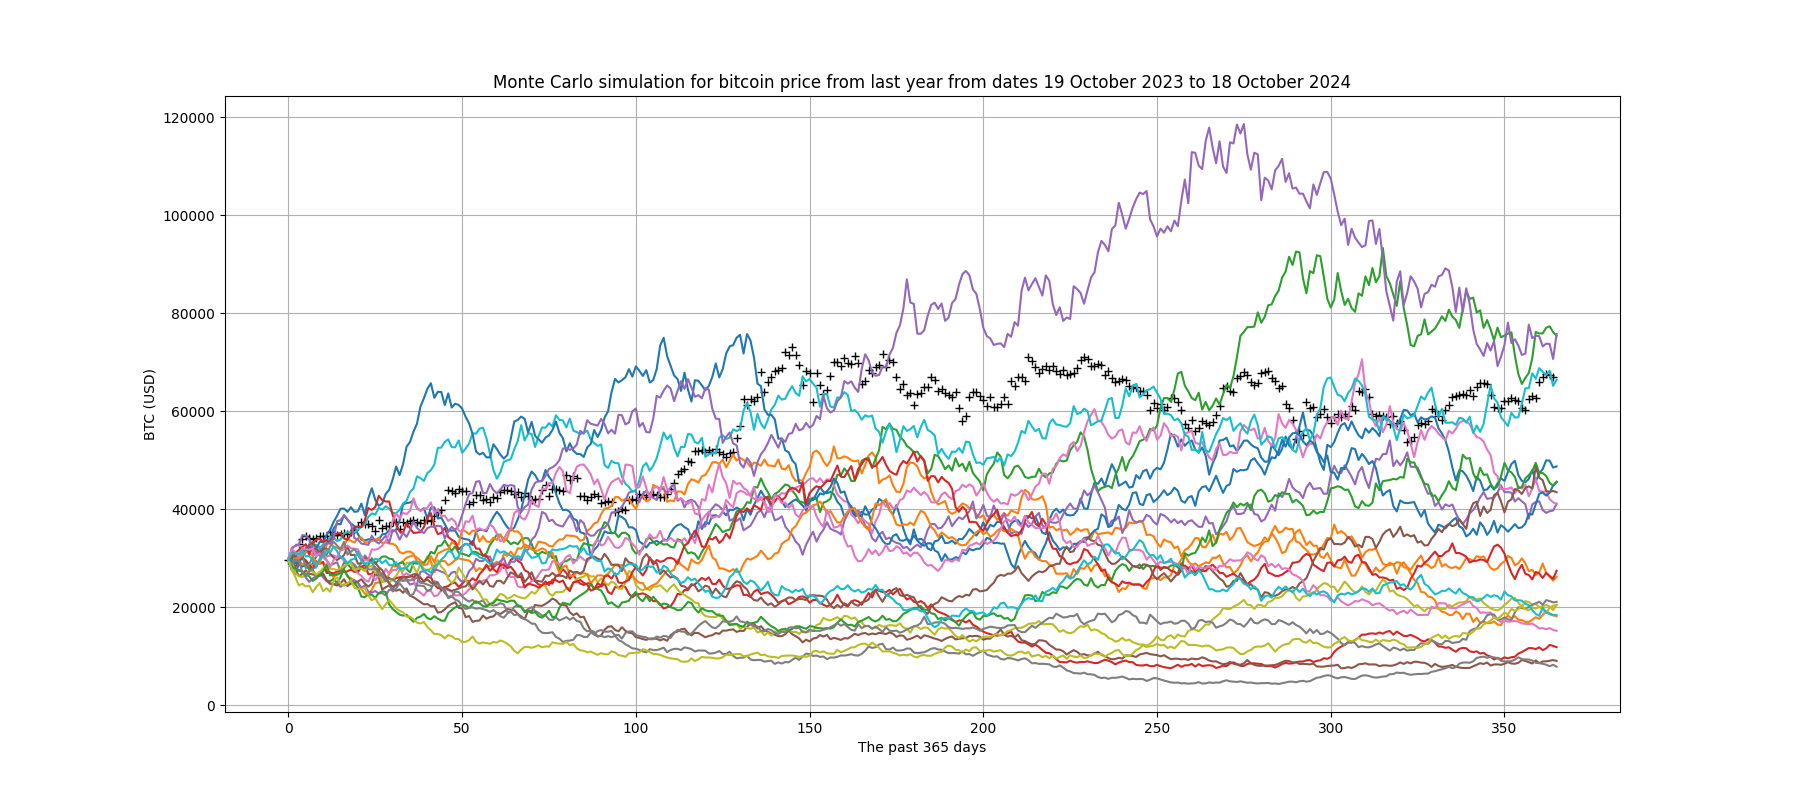 Monte Carlo simulation for bitcoin price from last year from dates 19 October 2023 to 18 October 2024
120000
100000
80000
60000
40000
20000
0
BTC (USD)
0 50 100 150 200 250 300 350
The past 365 days